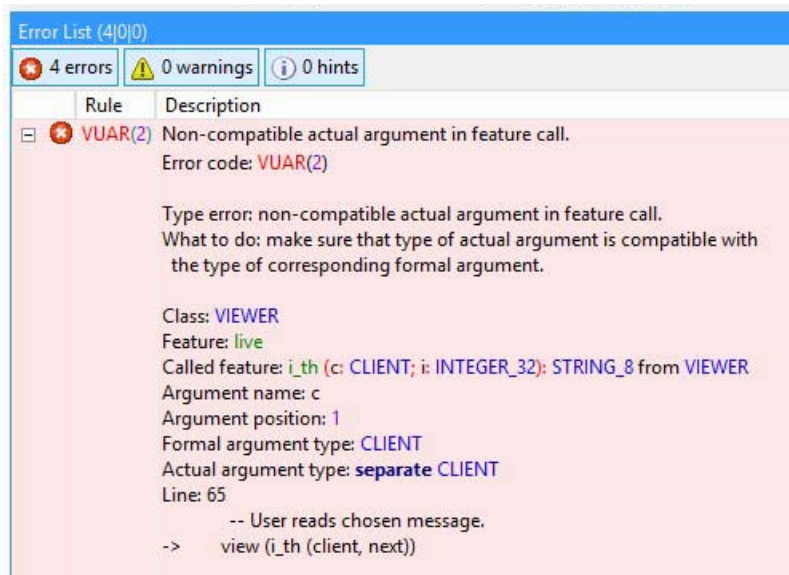 Error List (4|0|0)
4 errors 0 warnings 0 hints
Rule Description
VUAR(2) Non-compatible actual argument in feature call.
Error code: VUAR(2)
Type error: non-compatible actual argument in feature call.
What to do: make sure that type of actual argument is compatible with
the type of corresponding formal argument.
Class: VIEWER
Feature: live
Called feature: i_th (c: CLIENT; i: INTEGER_32): STRING_8 from VIEWER
Argument name: c
Argument position: 1
Formal argument type: CLIENT
Actual argument type: separate CLIENT
Line: 65
-- User reads chosen message.
-> view (i_th (client, next))